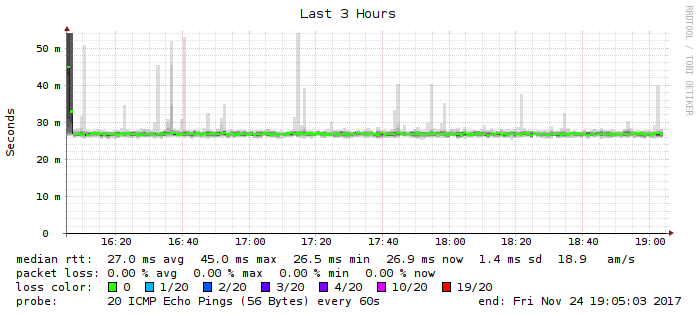 Last 3 Hours
RRDTOOL / TOBI OETIKER
Seconds
50 m
40 m
30 m
20 m
10 m
0
16:20 16:40 17:00 17:20 17:40 18:00 18:20 18:40 19:00
median rtt: 27.0 ms avg 45.0 ms max 26.5 ms min 26.9 ms now 1.4 ms sd 18.9 am/s
packet loss: 0.00 % avg 0.00 % max 0.00 % min 0.00 % now
loss color: 0 1/20 2/20 3/20 4/20 10/20 19/20
probe: 20 ICMP Echo Pings (56 Bytes) every 60s end: Fri Nov 24 19:05:03 2017